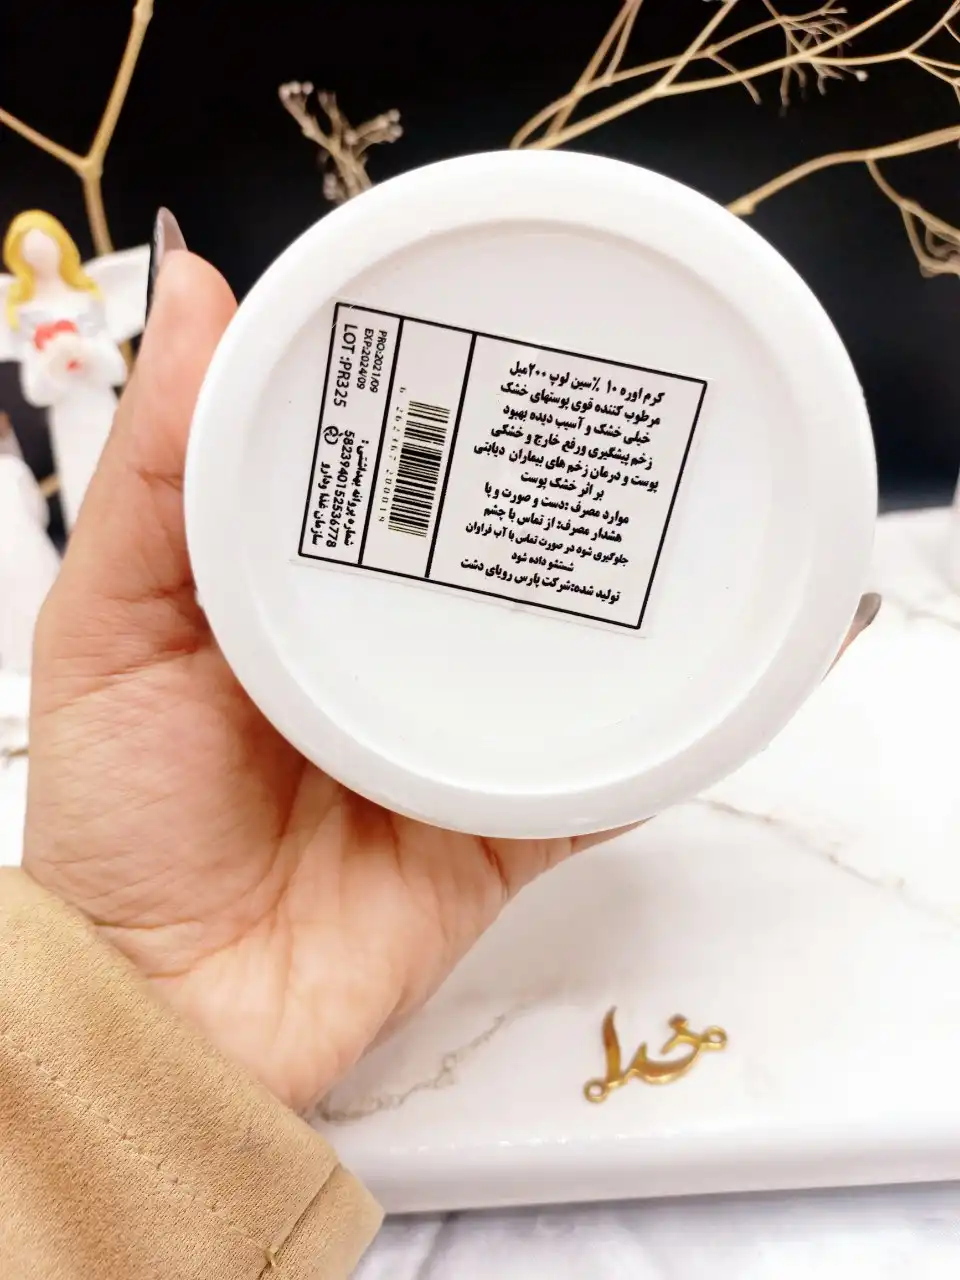 کرم اوره ۱۰ ٪سین لوپ ۲۰۰میل
مرطوب کننده قوی پوستهای خشک
خیلی خشک و آسیب دیده بهبود
زخم پیشگیری ورفع خارج و خشکی
پوست و درمان زخم های بیماران دیابتی
بر اثر خشک پوست
موارد مصرف :دست و صورت و پا
هشدار مصرف: از تماس با چشم
جلوگیری شود در صورت تماس با آب فراوان
شستشو داده شود
تولید شده:شرکت پارس رویای دشت
PRO:2021/09
EXP:2024/09
LOT :PR325
شماره پروانه بهداشتی :
5823940152536778
سازمان غذا ودارو
خدا